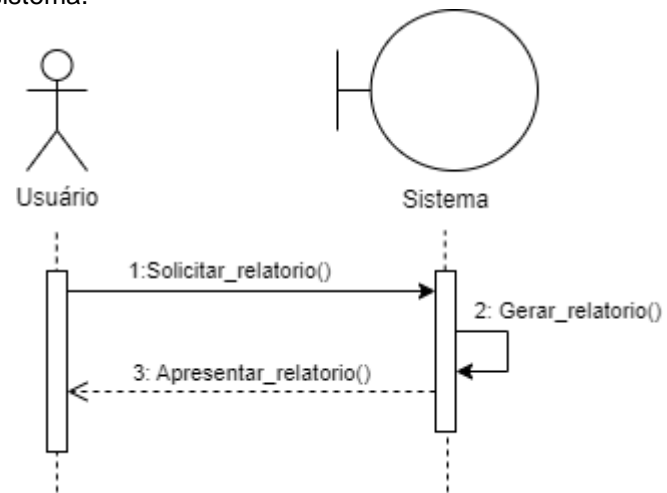 sistema.
Usuário
Sistema
1:Solicitar_relatorio()
2: Gerar_relatorio()
3: Apresentar_relatorio()